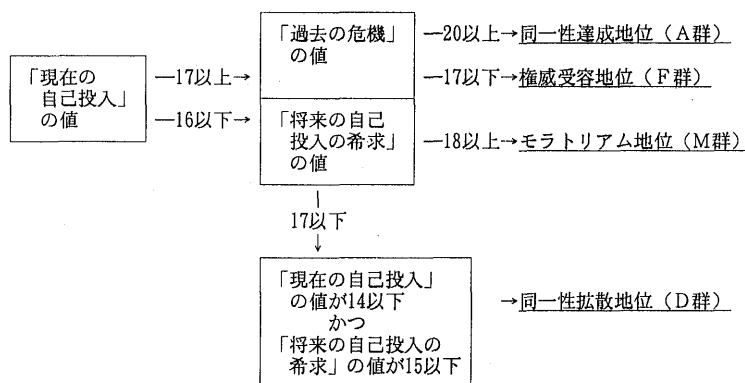 「過去の危機」
の値
―20以上→同一性達成地位（A群）
「現在の
自己投入」
の値
―17以上→
―17以下→権威受容地位（F群）
―16以下→
「将来の自己
投入の希求」
の値
―18以上→モラトリアム地位（M群）
17以下
↓
「現在の自己投入」
の値が14以下
かつ
「将来の自己投入の
希求」の値が15以下
→同一性拡散地位（D群）